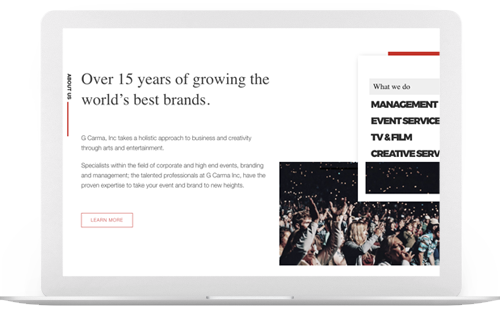 ABOUT US
Over 15 years of growing the
world's best brands.
G Carma, Inc takes a holistic approach to business and creativity
through arts and entertainment.
Specialists within the field of corporate and high end events, branding
and management; the talented professionals at G Carma Inc, have the
proven expertise to take your event and brand to new heights.
LEARN MORE
What we do
MANAGEMENT
EVENT SERVICE
TV & FILM
CREATIVE SERV